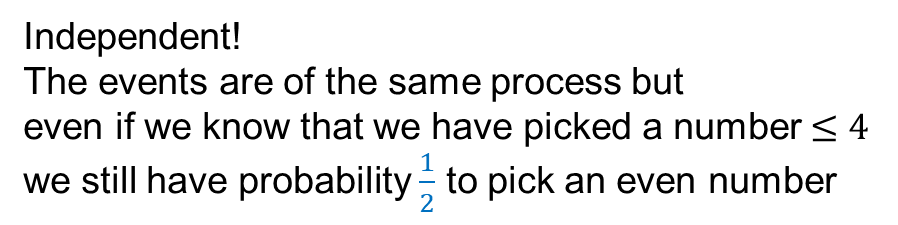 Independent!
The events are of the same process but
even if we know that we have picked a number ≤ 4
we still have probability 1/2 to pick an even number